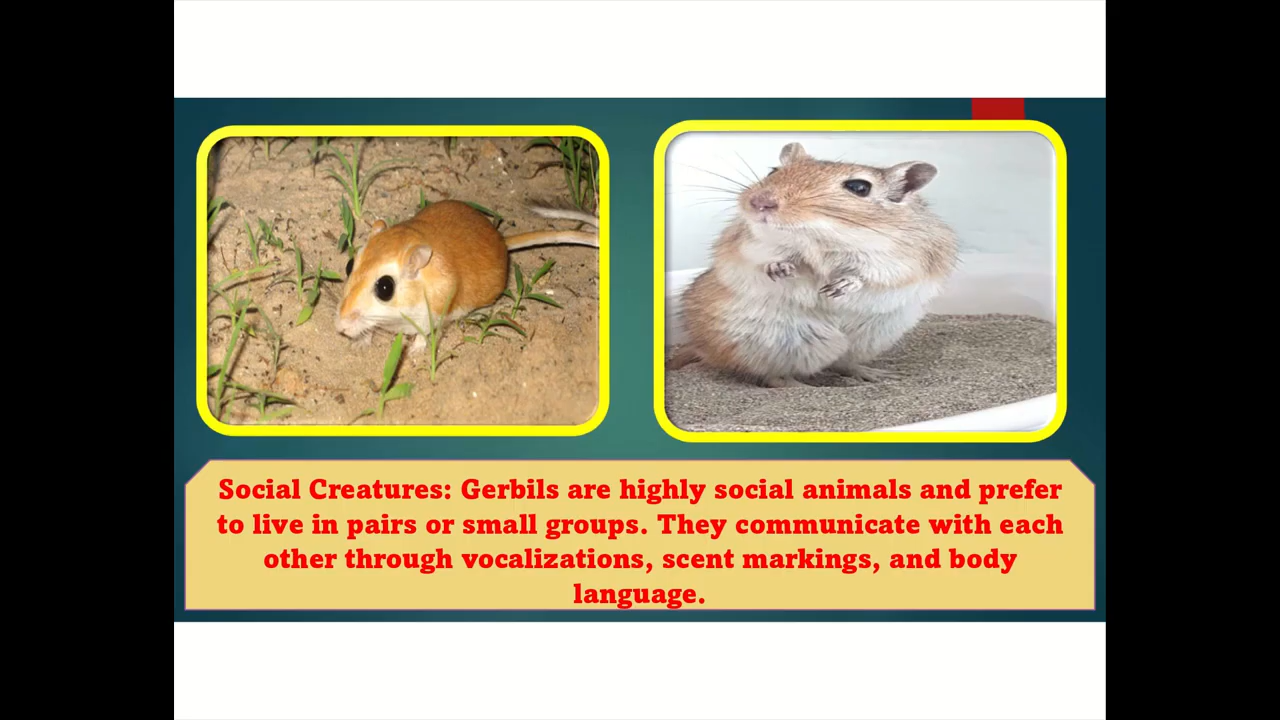 Social Creatures: Gerbils are highly social animals and prefer
to live in pairs or small groups. They communicate with each
other through vocalizations, scent markings, and body
language.